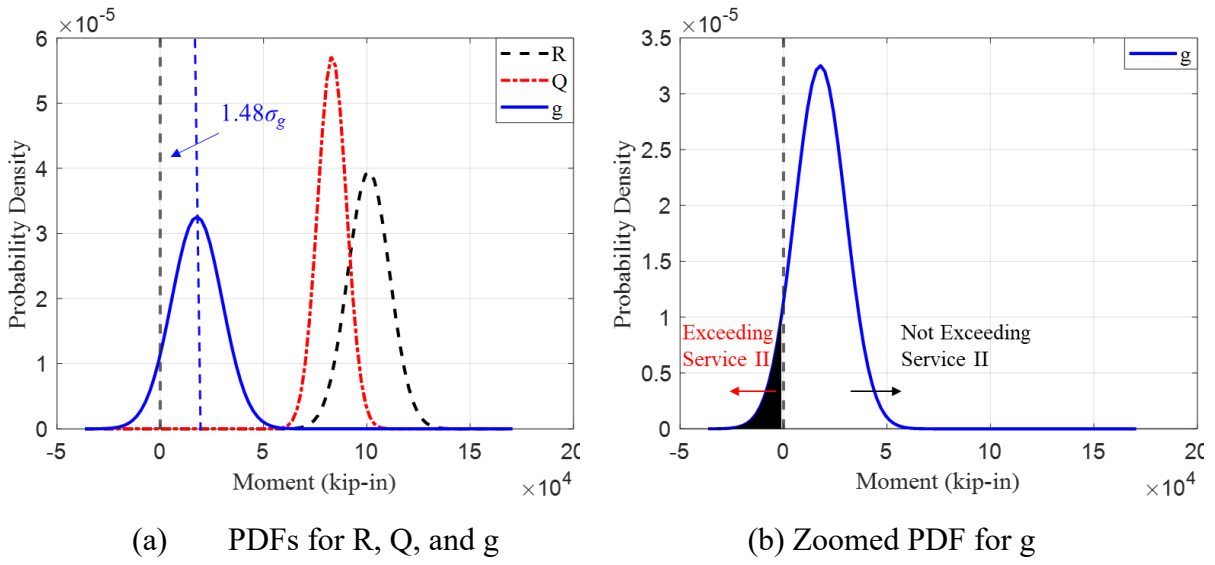 ×10⁻⁵
6
5
4
3
2
1
0
Probability Density
-5
0
5
10
15
20
Moment (kip-in)
×10⁴
R
Q
g
1.48σg
(a) PDFs for R, Q, and g
×10⁻⁵
3.5
3
2.5
2
1.5
1
0.5
0
Probability Density
-5
0
5
10
15
20
Moment (kip-in)
×10⁴
g
Exceeding
Service II
Not Exceeding
Service II
(b) Zoomed PDF for g